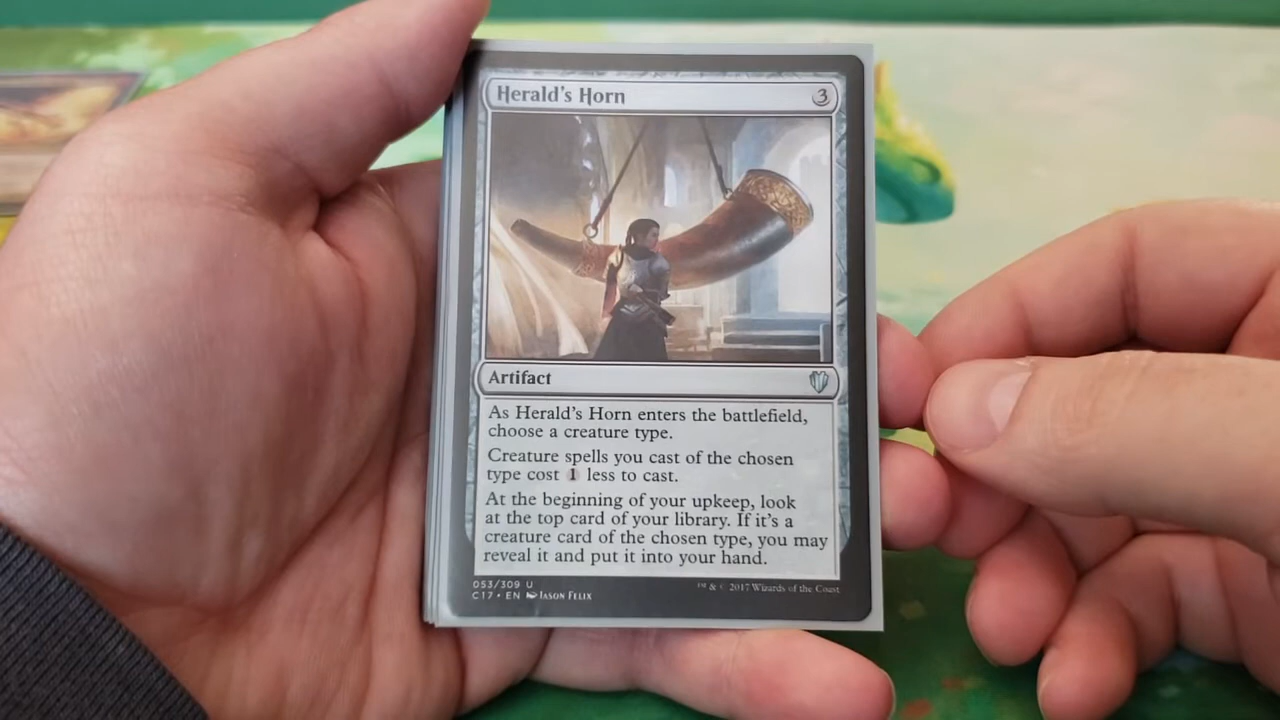 Herald's Horn 3
Artifact
As Herald's Horn enters the battlefield,
choose a creature type.
Creature spells you cast of the chosen
type cost 1 less to cast.
At the beginning of your upkeep, look
at the top card of your library. If it's a
creature card of the chosen type, you may
reveal it and put it into your hand.
053/309 U
C17 • EN Jason Felix
™ & © 2017 Wizards of the Coast